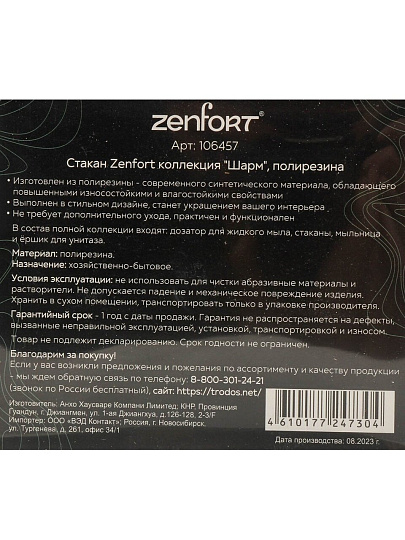 zenfort®
Арт: 106457
Стакан Zenfort коллекция "Шарм", полирезина
• Изготовлен из полирезины - современного синтетического материала, обладающего
повышенными износостойкими и влагостойкими свойствами
• Выполнен в стильном дизайне, станет украшением вашего интерьера
• Не требует дополнительного ухода, практичен и функционален
В состав полной коллекции входят: дозатор для жидкого мыла, стаканы, мыльница
и ёршик для унитаза.
Материал: полирезина.
Назначение: хозяйственно-бытовое.
Условия эксплуатации: не использовать для чистки абразивные материалы и
растворители. Не допускается падения и механическое повреждение изделия.
Хранить в сухом помещении, транспортировать только в упаковке производителя.
Гарантийный срок - 1 год с даты продажи. Гарантия не распространяется на дефекты,
вызванные неправильной эксплуатацией, установкой, транспортировкой и износом.
Товар не подлежит декларированию. Срок годности не ограничен.
Благодарим за покупку!
Если у вас возникли предложения и пожелания по ассортименту и качеству продукции
- мы ждем обратную связь по телефону: 8-800-301-24-21
(звонок по России бесплатный), сайт: https://trodos.net/
Изготовитель: Анхо Хаусваре Компани Лимитед; КНР, Провинция
Гуандун, г. Джиангмен, ул. 1-ая Джиангхуа, д.126-128, 2-3/F
Импортер: ООО «ВЭД Контакт»; Россия, г. Новосибирск,
ул. Тургенева, д. 261, офис 34/1
4610177247304
Дата производства: 08.2023 г.